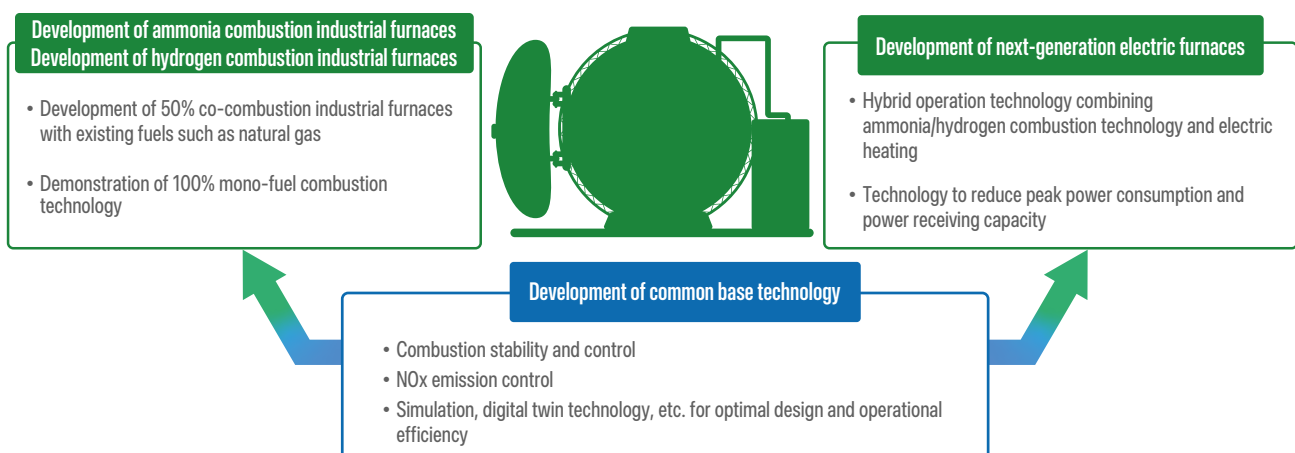 Development of ammonia combustion industrial furnaces
Development of hydrogen combustion industrial furnaces
• Development of 50% co-combustion industrial furnaces
with existing fuels such as natural gas
• Demonstration of 100% mono-fuel combustion
technology
Development of next-generation electric furnaces
• Hybrid operation technology combining
ammonia/hydrogen combustion technology and electric
heating
• Technology to reduce peak power consumption and
power receiving capacity
Development of common base technology
• Combustion stability and control
• NOx emission control
• Simulation, digital twin technology, etc. for optimal design and operational
efficiency